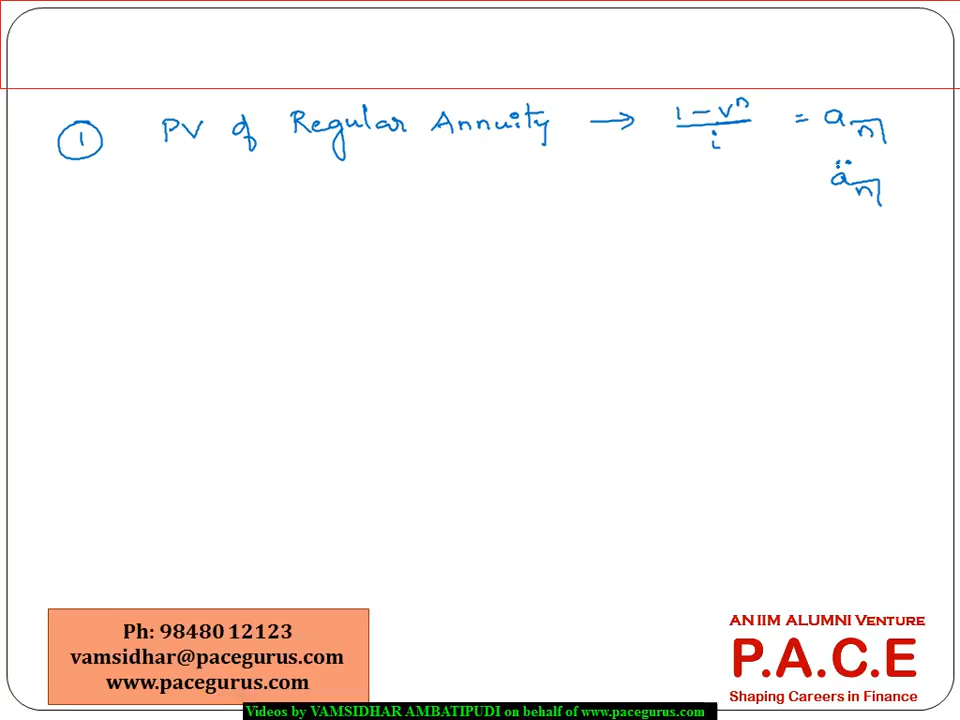 ① PV of Regular Annuity → (1 - vⁿ)/i = a_n̅|
ä_n̅|
Ph: 98480 12123
vamsidhar@pacegurus.com
www.pacegurus.com
AN IIM ALUMNI VENTURE
P.A.C.E
Shaping Careers in Finance
Videos by VAMSIDHAR AMBATIPUDI on behalf of www.pacegurus.com